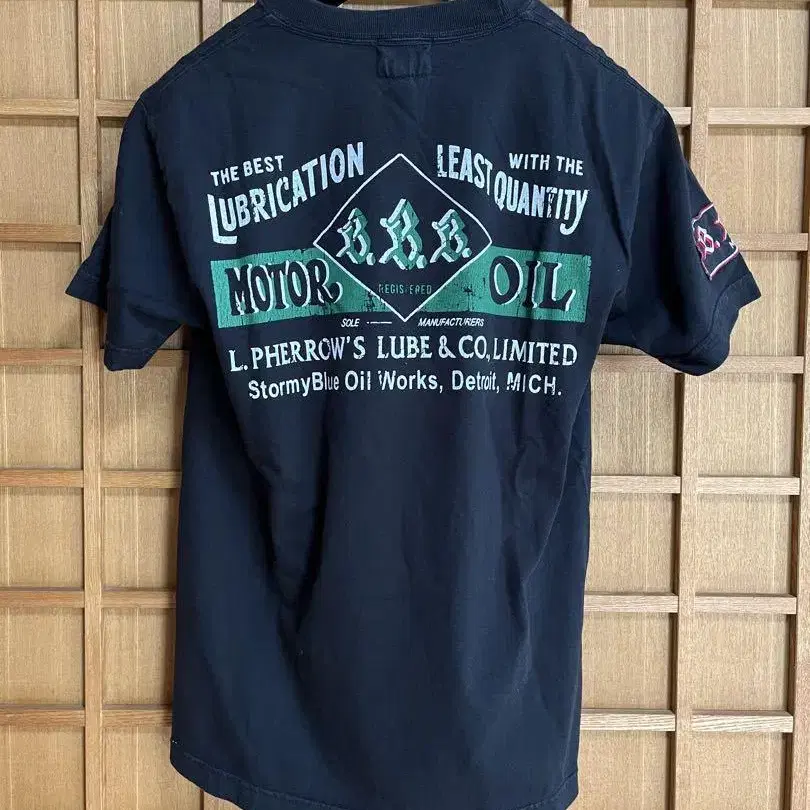 THE BEST
LUBRICATION
WITH THE
LEAST QUANTITY
B.B.B.
REGISTERED
MOTOR OIL
SOLE MANUFACTURERS
L. PHERROW'S LUBE & CO., LIMITED
StormyBlue Oil Works, Detroit, MICH.
B.